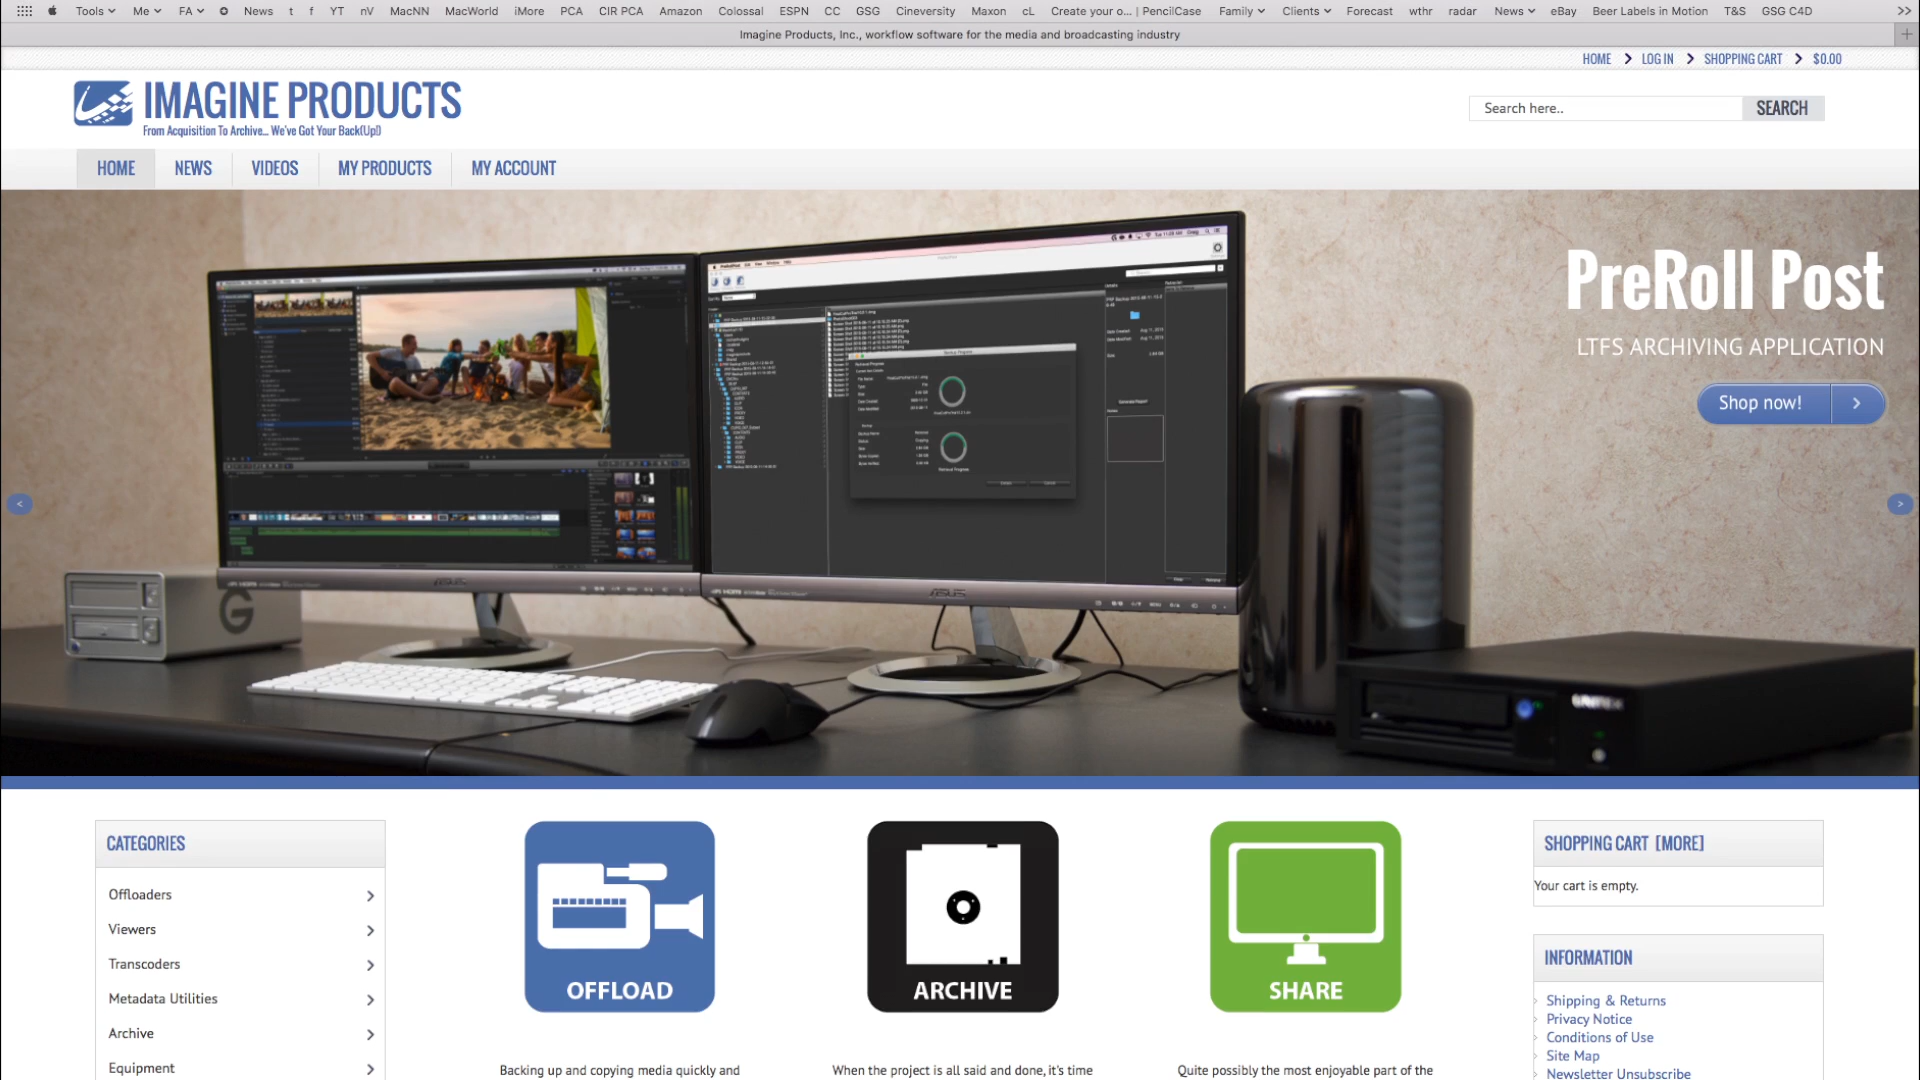 Tools Me FA News t f YT nV MacNN MacWorld iMore PCA CIR PCA Amazon Colossal ESPN CC GSG Cineversity Maxon cL Create your o... | PencilCase Family Clients Forecast wthr radar News eBay Beer Labels in Motion T&S GSG C4D >>
Imagine Products, Inc., workflow software for the media and broadcasting industry +
HOME > LOG IN > SHOPPING CART > $0.00
IMAGINE PRODUCTS
From Acquisition To Archive... We've Got Your Back(Up!)
Search here.. SEARCH
HOME NEWS VIDEOS MY PRODUCTS MY ACCOUNT
PreRoll Post
LTFS ARCHIVING APPLICATION
Shop now! >
< >
ASUS
ASUS
G
CATEGORIES
Offloaders
Viewers
Transcoders
Metadata Utilities
Archive
Equipment
OFFLOAD
Backing up and copying media quickly and
ARCHIVE
When the project is all said and done, it's time
SHARE
Quite possibly the most enjoyable part of the
SHOPPING CART [MORE]
Your cart is empty.
INFORMATION
Shipping & Returns
Privacy Notice
Conditions of Use
Site Map
Newsletter Unsubscribe